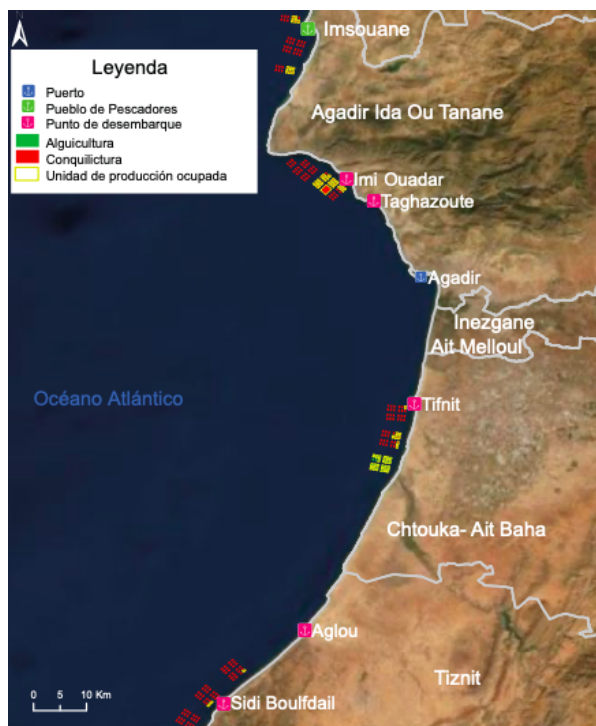 N
Imsouane
Leyenda
Puerto
Pueblo de Pescadores
Punto de desembarque
Alguicultura
Conquilictura
Unidad de producción ocupada
Agadir Ida Ou Tanane
Imi Ouadar
Taghazoute
Agadir
Inezgane
Ait Melloul
Océano Atlántico
Tifnit
Chtouka- Ait Baha
Aglou
Tiznit
Sidi Boulfdail
0 5 10 Km